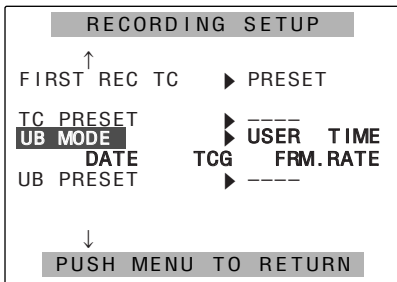 RECORDING SETUP
↑
FIRST REC TC ▶ PRESET
TC PRESET ▶ ----
UB MODE ▶ USER TIME
DATE TCG FRM.RATE
UB PRESET ▶ ----
↓
PUSH MENU TO RETURN